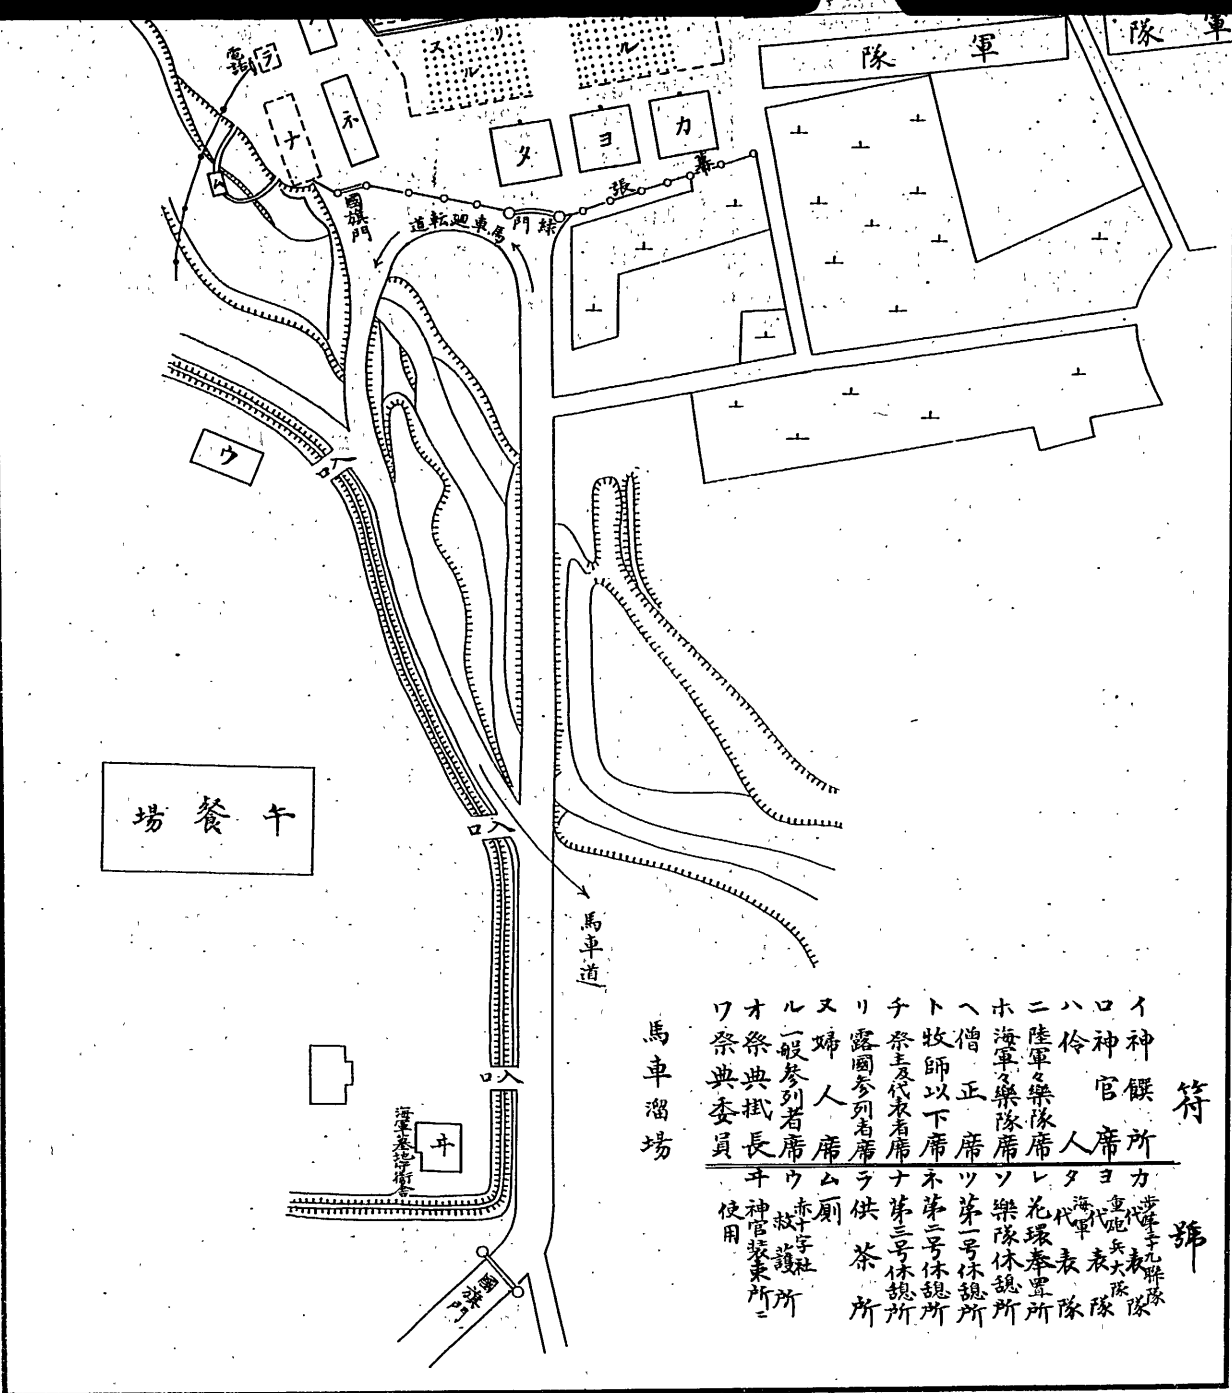 軍隊
軍隊
リ
ス
ル
ル
電話
ラ
ネ
ナ
ム
タ
ヨ
カ
幕張
國旗門
緑門
馬車廻転道
ウ
入口
午餐場
入口
馬車道
入口
ヰ
海軍墓地守衛舎
國旗門
符號
イ 神饌所
ロ 神官席
ハ 伶人
ニ 陸軍々樂隊席
ホ 海軍々樂隊席
ヘ 僧正席
ト 牧師以下席
チ 祭主及代表者席
リ 露國参列者席
ヌ 婦人席
ル 一般参列者席
オ 祭典掛長
ワ 祭典委員
カ 歩兵第二十九聯隊代表隊
ヨ 重砲兵大隊代表隊
タ 海軍代表隊
レ 花環奉置所
ソ 樂隊休憩所
ツ 第一号休憩所
ネ 第二号休憩所
ナ 第三号休憩所
ラ 供茶所
ム 厠
ウ 赤十字社救護所
ヰ 神官装束所ニ使用
馬車溜場